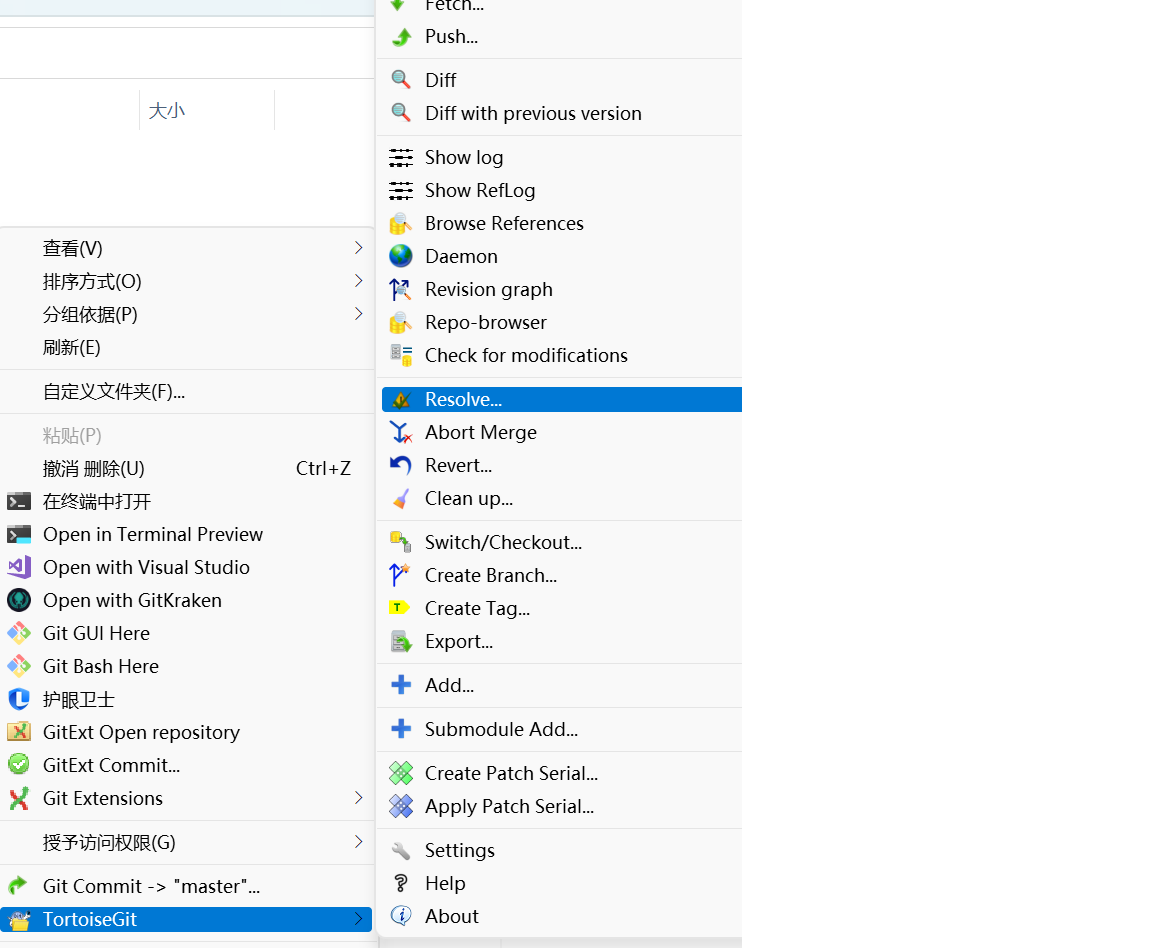 大小
查看(V)
排序方式(O)
分组依据(P)
刷新(E)
自定义文件夹(F)...
粘贴(P)
撤消 删除(U) Ctrl+Z
在终端中打开
Open in Terminal Preview
Open with Visual Studio
Open with GitKraken
Git GUI Here
Git Bash Here
护眼卫士
GitExt Open repository
GitExt Commit...
Git Extensions
授予访问权限(G)
Git Commit -> "master"...
TortoiseGit
Fetch...
Push...
Diff
Diff with previous version
Show log
Show RefLog
Browse References
Daemon
Revision graph
Repo-browser
Check for modifications
Resolve...
Abort Merge
Revert...
Clean up...
Switch/Checkout...
Create Branch...
Create Tag...
Export...
Add...
Submodule Add...
Create Patch Serial...
Apply Patch Serial...
Settings
Help
About